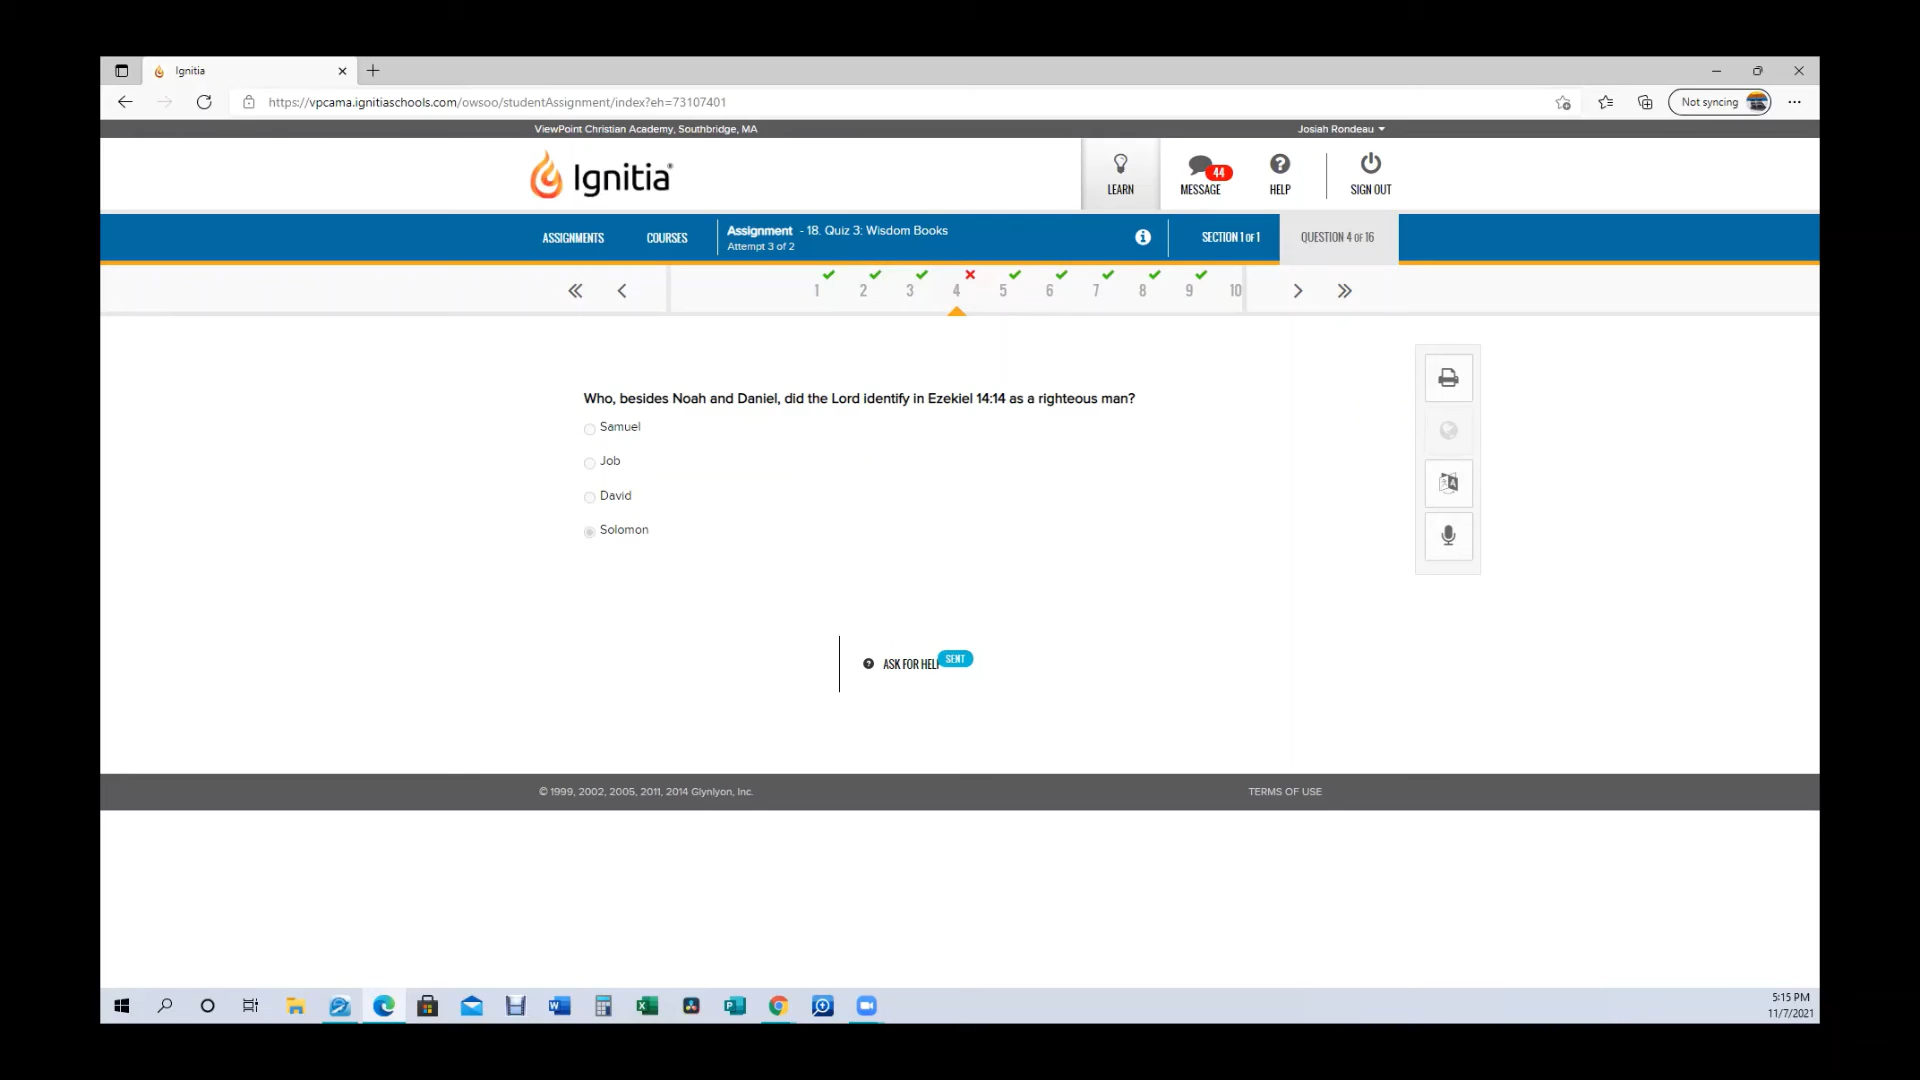 Ignitia
https://vpcama.ignitiaschools.com/owsoo/studentAssignment/index?eh=73107401
Not syncing
ViewPoint Christian Academy, Southbridge, MA
Josiah Rondeau
Ignitia
LEARN
44
MESSAGE
HELP
SIGN OUT
ASSIGNMENTS
COURSES
Assignment - 18. Quiz 3: Wisdom Books
Attempt 3 of 2
SECTION 1 OF 1
QUESTION 4 OF 16
1 2 3 4 5 6 7 8 9 10
Who, besides Noah and Daniel, did the Lord identify in Ezekiel 14:14 as a righteous man?
Samuel
Job
David
Solomon
ASK FOR HELP
SENT
© 1999, 2002, 2005, 2011, 2014 Glynlyon, Inc.
TERMS OF USE
5:15 PM
11/7/2021